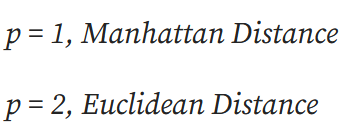 p = 1, Manhattan Distance
p = 2, Euclidean Distance